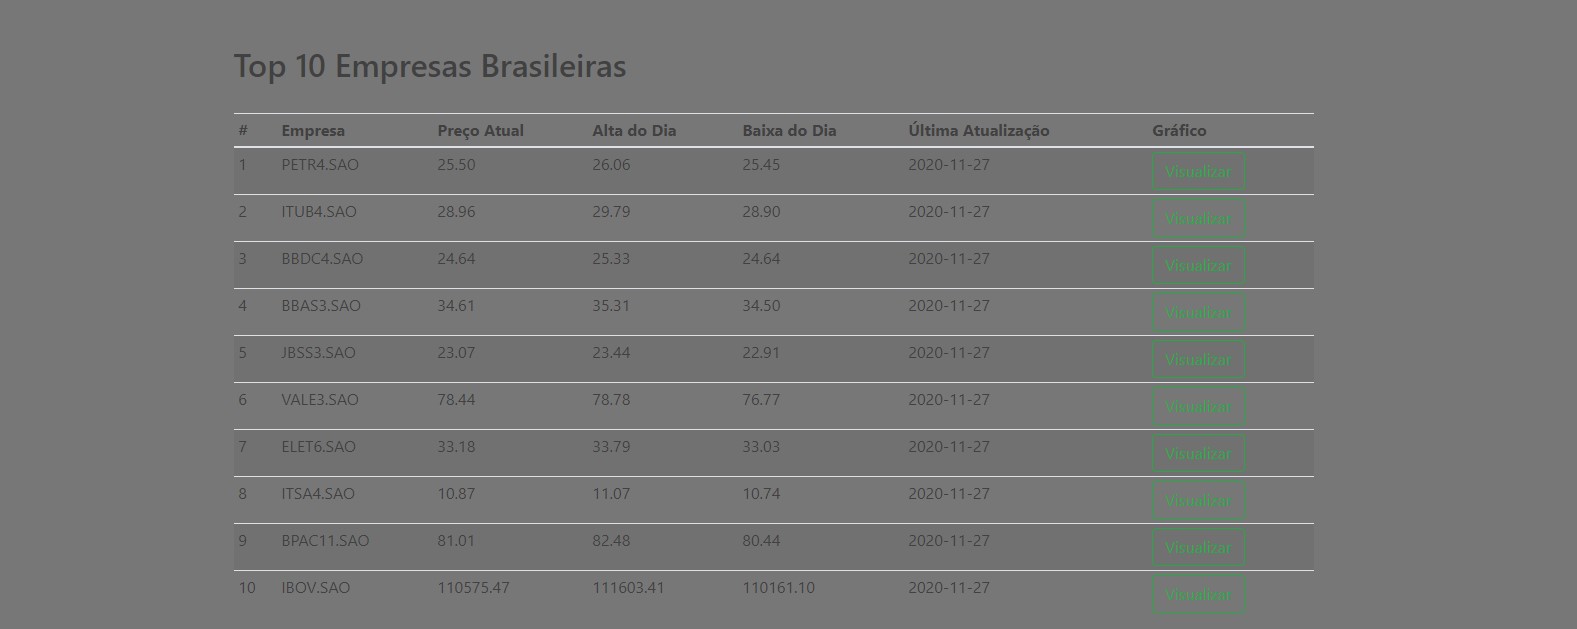 Top 10 Empresas Brasileiras
# Empresa Preço Atual Alta do Dia Baixa do Dia Última Atualização Gráfico
1 PETR4.SAO 25.50 26.06 25.45 2020-11-27 Visualizar
2 ITUB4.SAO 28.96 29.79 28.90 2020-11-27 Visualizar
3 BBDC4.SAO 24.64 25.33 24.64 2020-11-27 Visualizar
4 BBAS3.SAO 34.61 35.31 34.50 2020-11-27 Visualizar
5 JBSS3.SAO 23.07 23.44 22.91 2020-11-27 Visualizar
6 VALE3.SAO 78.44 78.78 76.77 2020-11-27 Visualizar
7 ELET6.SAO 33.18 33.79 33.03 2020-11-27 Visualizar
8 ITSA4.SAO 10.87 11.07 10.74 2020-11-27 Visualizar
9 BPAC11.SAO 81.01 82.48 80.44 2020-11-27 Visualizar
10 IBOV.SAO 110575.47 111603.41 110161.10 2020-11-27 Visualizar